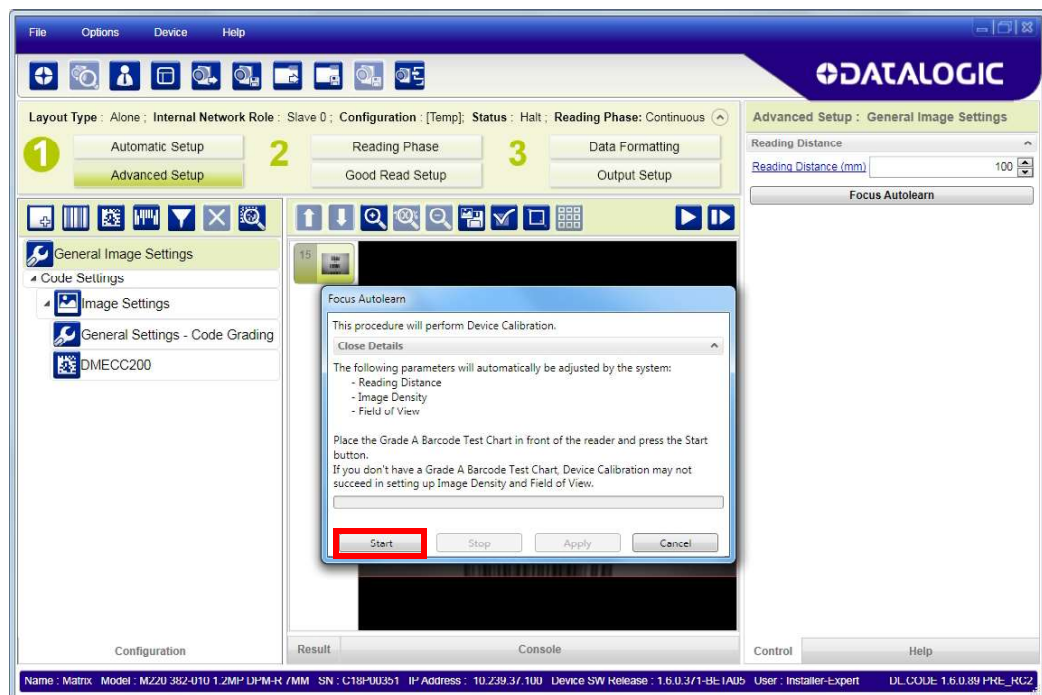 File Options Device Help
DATALOGIC
Layout Type : Alone ; Internal Network Role : Slave 0 ; Configuration : [Temp]; Status : Halt ; Reading Phase: Continuous
1 Automatic Setup
Advanced Setup
2 Reading Phase
Good Read Setup
3 Data Formatting
Output Setup
Advanced Setup : General Image Settings
Reading Distance
Reading Distance (mm) 100
Focus Autolearn
General Image Settings
Code Settings
Image Settings
General Settings - Code Grading
DMECC200
15
Focus Autolearn
This procedure will perform Device Calibration.
Close Details
The following parameters will automatically be adjusted by the system:
- Reading Distance
- Image Density
- Field of View
Place the Grade A Barcode Test Chart in front of the reader and press the Start
button.
If you don't have a Grade A Barcode Test Chart, Device Calibration may not
succeed in setting up Image Density and Field of View.
Start Stop Apply Cancel
Configuration
Result Console
Control Help
Name : Matrix Model : M220 382-010 1.2MP DPM-R 7MM SN : C18P00351 IP Address : 10.239.37.100 Device SW Release : 1.6.0.371-BETA05 User : Installer-Expert DL.CODE 1.6.0.89 PRE_RC2